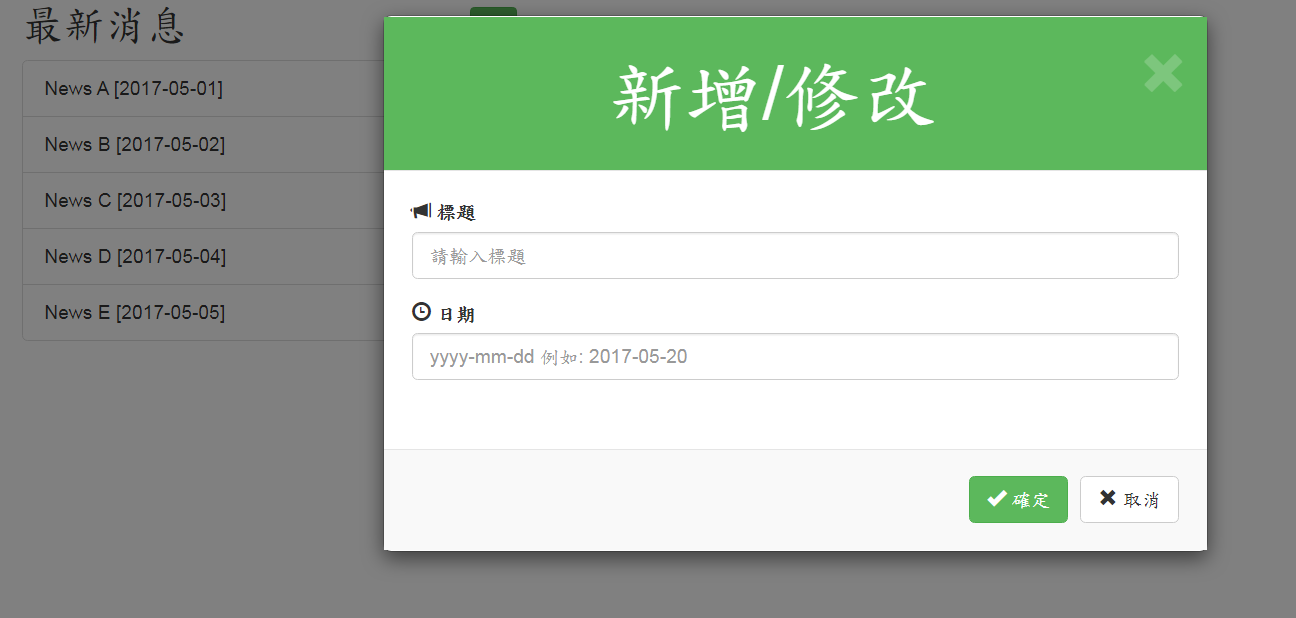 最新消息
News A [2017-05-01]
News B [2017-05-02]
News C [2017-05-03]
News D [2017-05-04]
News E [2017-05-05]
新增/修改
標題
請輸入標題
日期
yyyy-mm-dd 例如: 2017-05-20
確定
取消